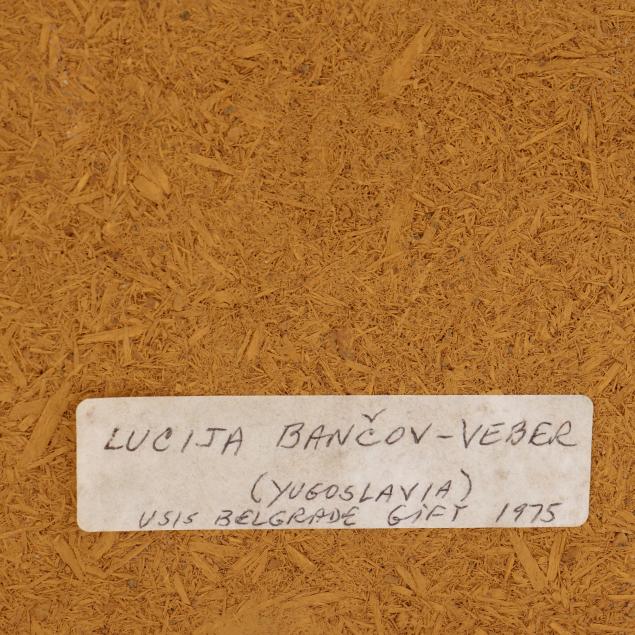 LUCIJA BANČOV-VEBER
(YUGOSLAVIA)
USIS BELGRADE GIFT 1975